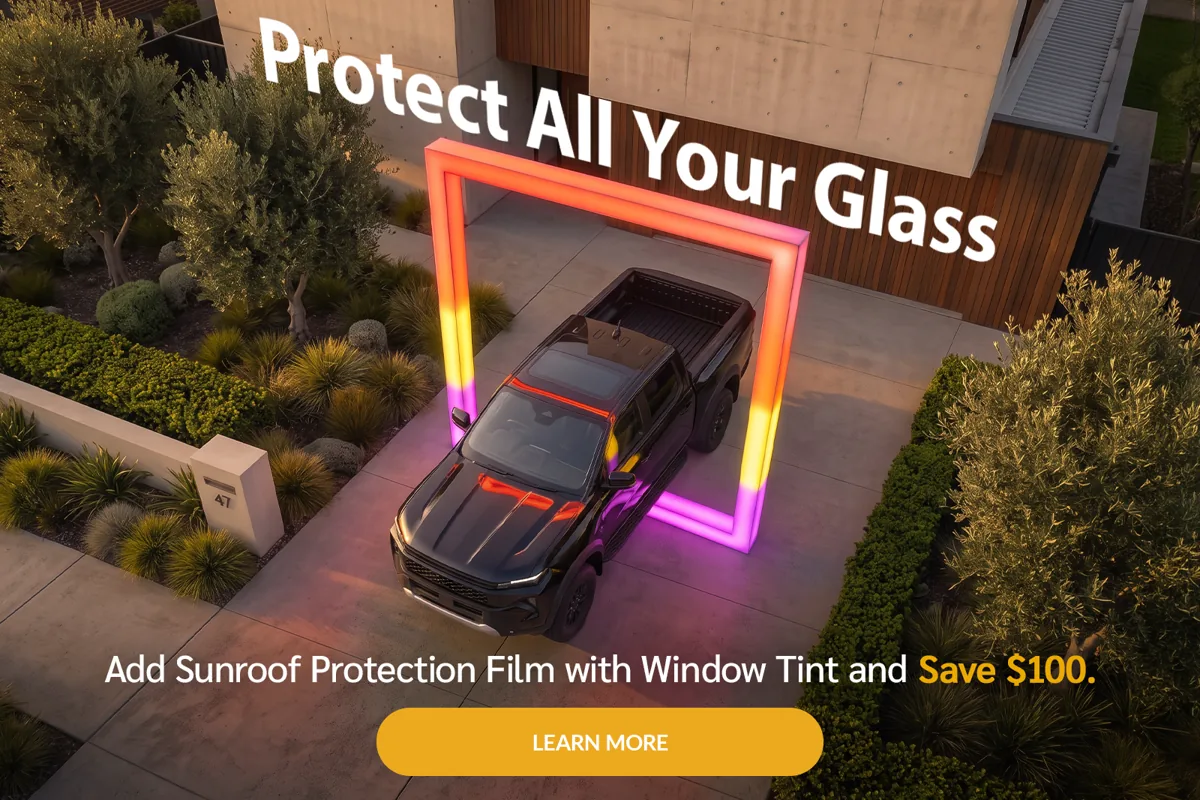 Protect All Your Glass
47
Add Sunroof Protection Film with Window Tint and Save $100.
LEARN MORE